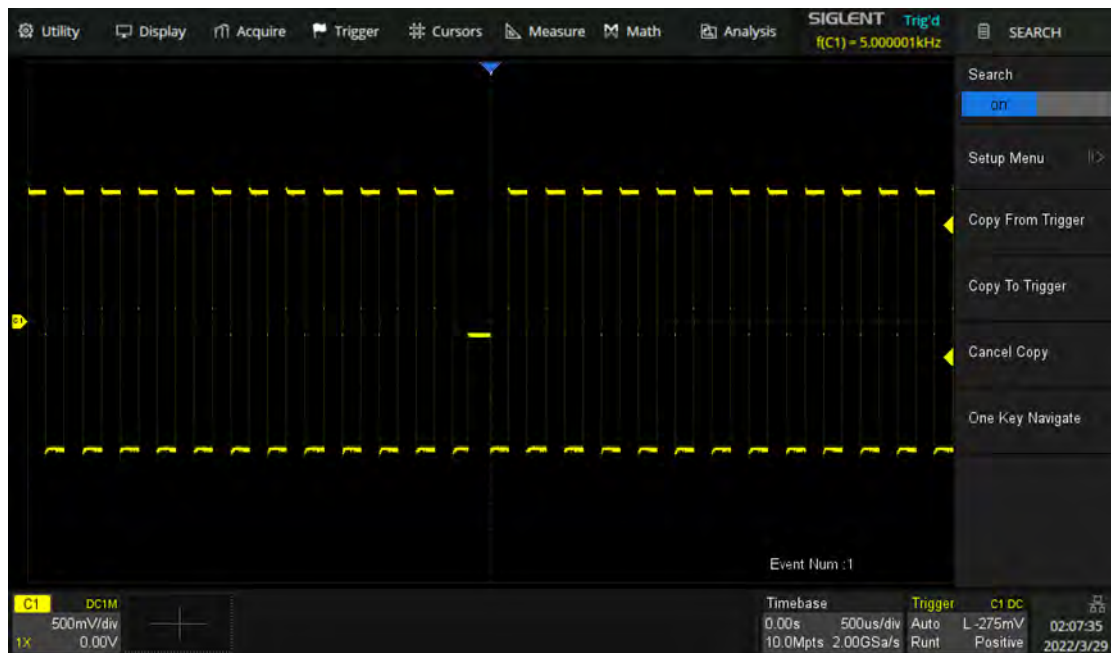 Utility Display Acquire Trigger Cursors Measure Math Analysis SIGLENT Trig'd
f(C1) = 5.000001kHz
SEARCH
Search
on
Setup Menu
Copy From Trigger
Copy To Trigger
Cancel Copy
One Key Navigate
C1
Event Num :1
C1 DC1M
500mV/div
1X 0.00V
Timebase
0.00s 500us/div
10.0Mpts 2.00GSa/s
Trigger C1 DC
Auto L -275mV
Runt Positive
02:07:35
2022/3/29